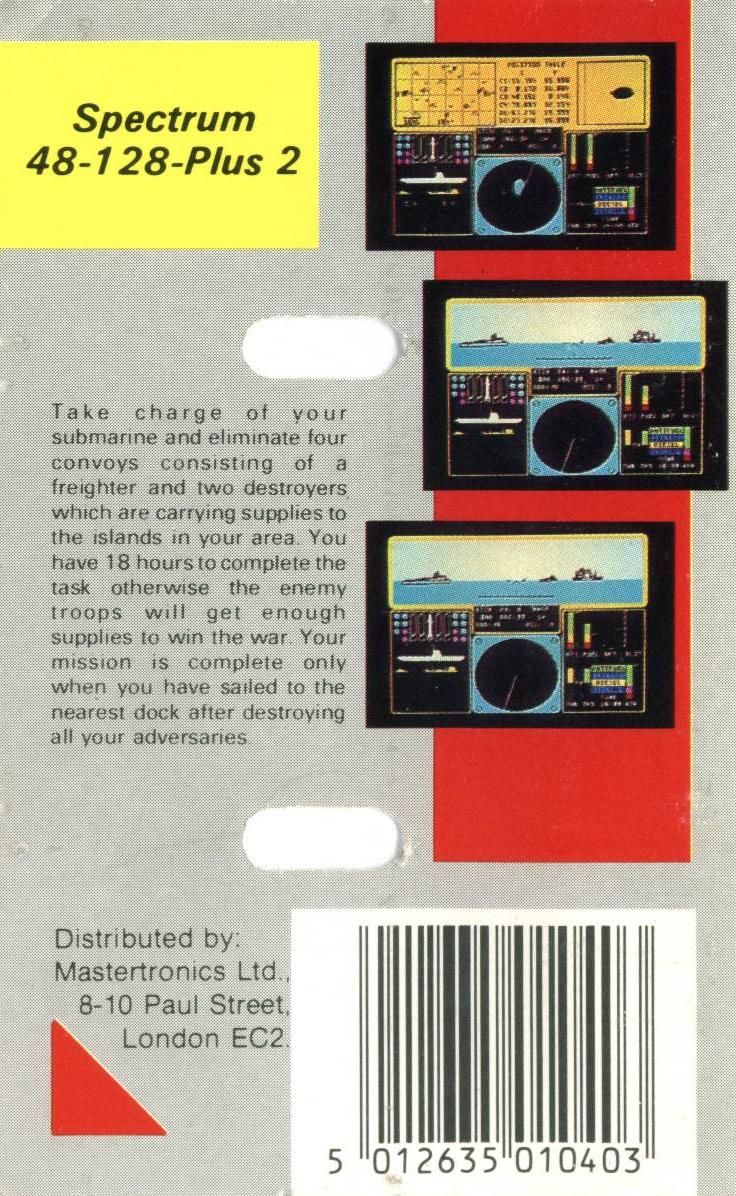 Spectrum
48-128-Plus 2
POSITION TABLE
Take charge of your
submarine and eliminate four
convoys consisting of a
freighter and two destroyers
which are carrying supplies to
the islands in your area. You
have 18 hours to complete the
task otherwise the enemy
troops will get enough
supplies to win the war. Your
mission is complete only
when you have sailed to the
nearest dock after destroying
all your adversaries
Distributed by:
Mastertronics Ltd.,
8-10 Paul Street,
London EC2.
5 012635 010403